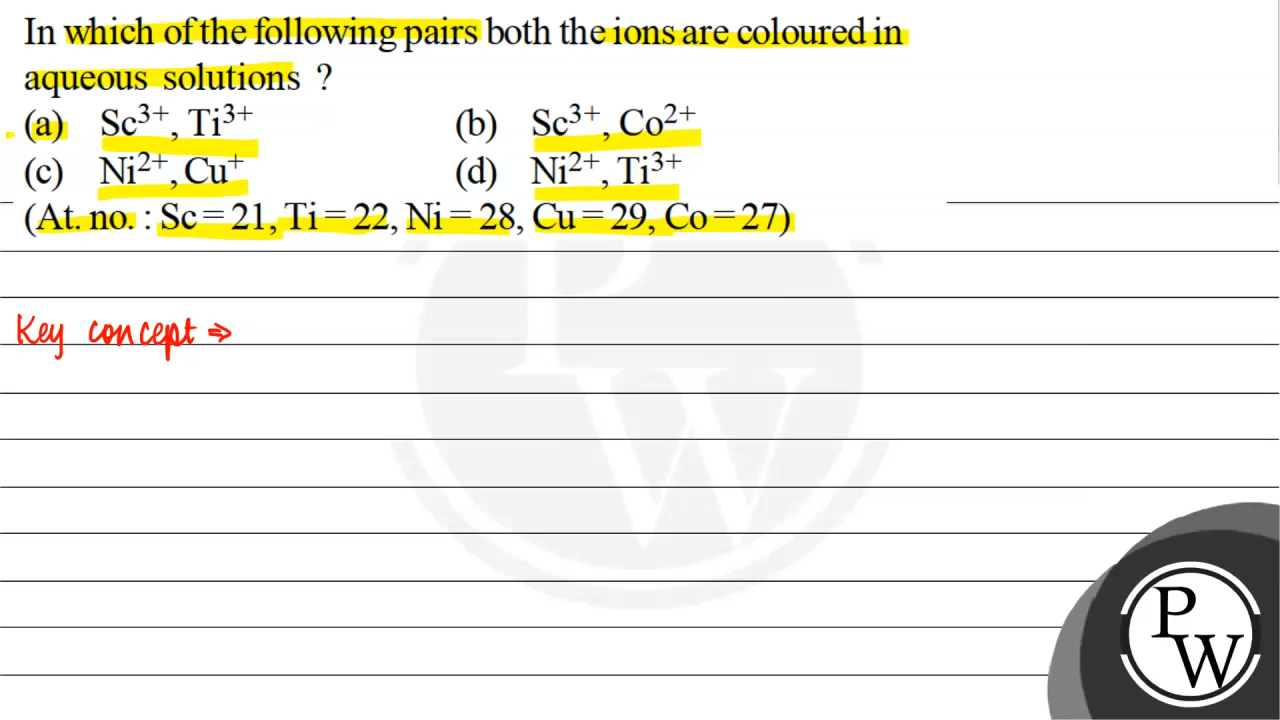 In which of the following pairs both the ions are coloured in
aqueous solutions ?
(a) Sc³⁺, Ti³⁺ (b) Sc³⁺, Co²⁺
(c) Ni²⁺, Cu⁺ (d) Ni²⁺, Ti³⁺
(At. no. : Sc = 21, Ti = 22, Ni = 28, Cu = 29, Co = 27)
Key concept ⇒
P
W
P
W